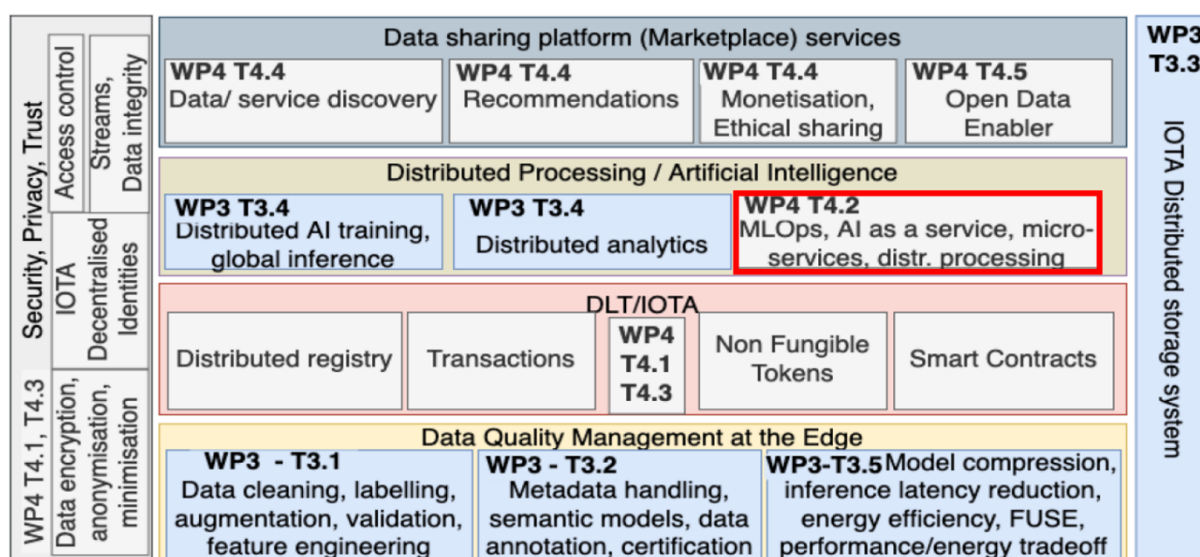 Security, Privacy, Trust
WP4 T4.1, T4.3
Access control
Streams,
Data integrity
IOTA
Decentralised
Identities
Data encryption,
anonymisation,
minimisation
Data sharing platform (Marketplace) services
WP4 T4.4
Data/ service discovery
WP4 T4.4
Recommendations
WP4 T4.4
Monetisation,
Ethical sharing
WP4 T4.5
Open Data
Enabler
Distributed Processing / Artificial Intelligence
WP3 T3.4
Distributed AI training,
global inference
WP3 T3.4
Distributed analytics
WP4 T4.2
MLOps, AI as a service, micro-
services, distr. processing
DLT/IOTA
Distributed registry
Transactions
WP4
T4.1
T4.3
Non Fungible
Tokens
Smart Contracts
Data Quality Management at the Edge
WP3 - T3.1
Data cleaning, labelling,
augmentation, validation,
feature engineering
WP3 - T3.2
Metadata handling,
semantic models, data
annotation, certification
WP3-T3.5 Model compression,
inference latency reduction,
energy efficiency, FUSE,
performance/energy tradeoff
WP3
T3.3
IOTA Distributed storage system